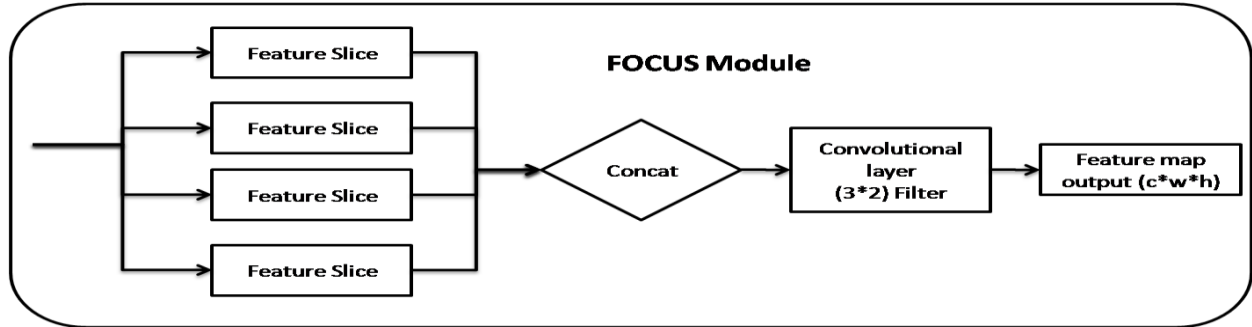 Feature Slice
FOCUS Module
Feature Slice
Feature Slice
Feature Slice
Concat
Convolutional
layer
(3*2) Filter
Feature map
output (c*w*h)